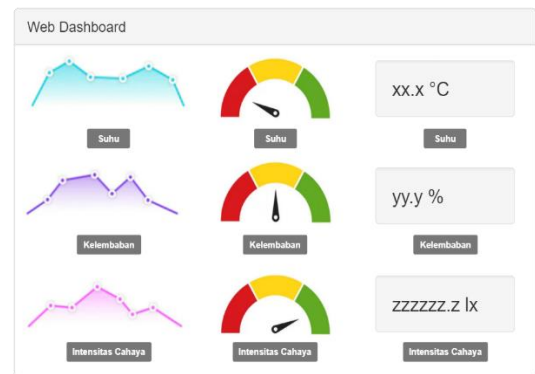 Web Dashboard
xx.x °C
Suhu
Suhu
Suhu
yy.y %
Kelembaban
Kelembaban
Kelembaban
zzzzzz.z lx
Intensitas Cahaya
Intensitas Cahaya
Intensitas Cahaya